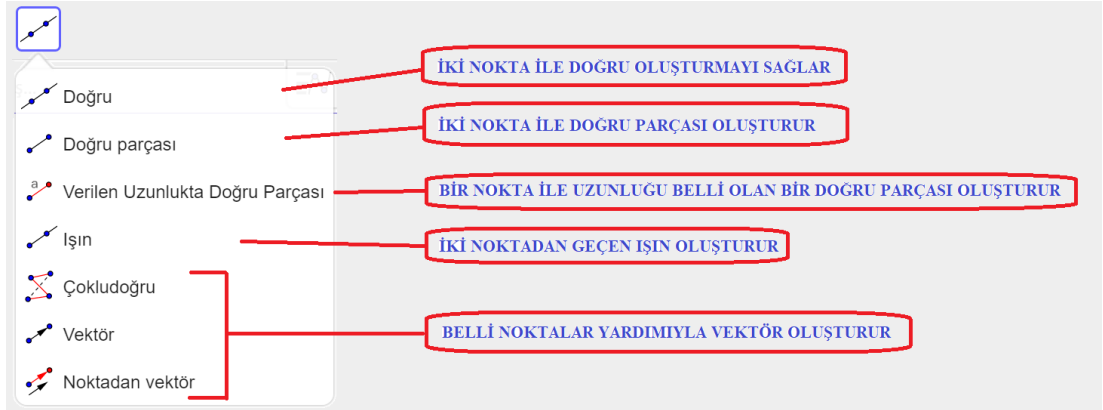 İKİ NOKTA İLE DOĞRU OLUŞTURMAYI SAĞLAR
Doğru
İKİ NOKTA İLE DOĞRU PARÇASI OLUŞTURUR
Doğru parçası
a
Verilen Uzunlukta Doğru Parçası
BİR NOKTA İLE UZUNLUĞU BELLİ OLAN BİR DOĞRU PARÇASI OLUŞTURUR
Işın
İKİ NOKTADAN GEÇEN IŞIN OLUŞTURUR
Çokludoğru
Vektör
BELLİ NOKTALAR YARDIMIYLA VEKTÖR OLUŞTURUR
Noktadan vektör